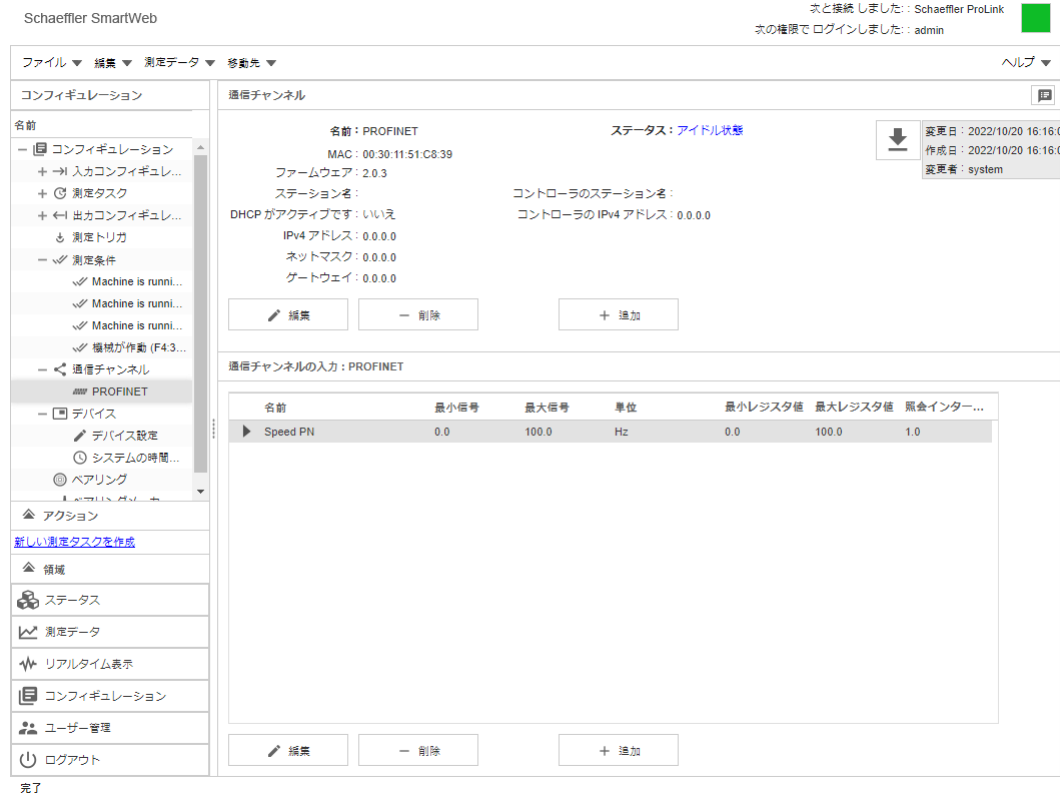 Schaeffler SmartWeb
次と接続 しました: : Schaeffler ProLink
次の権限で ログインしました: : admin
ファイル ▼ 編集 ▼ 測定データ ▼ 移動先 ▼ ヘルプ ▼
コンフィギュレーション
名前
コンフィギュレーション
入力コンフィギュレ...
測定タスク
出力コンフィギュレ...
測定トリガ
測定条件
Machine is runni...
Machine is runni...
Machine is runni...
機械が作動 (F4:3...
通信チャンネル
PROFINET
デバイス
デバイス設定
システムの時間...
ベアリング
アクション
新しい測定タスクを作成
領域
ステータス
測定データ
リアルタイム表示
コンフィギュレーション
ユーザー管理
ログアウト
通信チャンネル
名前 : PROFINET
ステータス : アイドル状態
変更日 : 2022/10/20 16:16:0
作成日 : 2022/10/20 16:16:0
変更者 : system
MAC : 00:30:11:51:C8:39
ファームウェア : 2.0.3
ステーション名 :
コントローラのステーション名 :
DHCP がアクティブです : いいえ
コントローラの IPv4 アドレス : 0.0.0.0
IPv4 アドレス : 0.0.0.0
ネットマスク : 0.0.0.0
ゲートウェイ : 0.0.0.0
編集 削除 追加
通信チャンネルの入力 : PROFINET
名前 最小信号 最大信号 単位 最小レジスタ値 最大レジスタ値 照会インター...
Speed PN 0.0 100.0 Hz 0.0 100.0 1.0
編集 削除 追加
完了